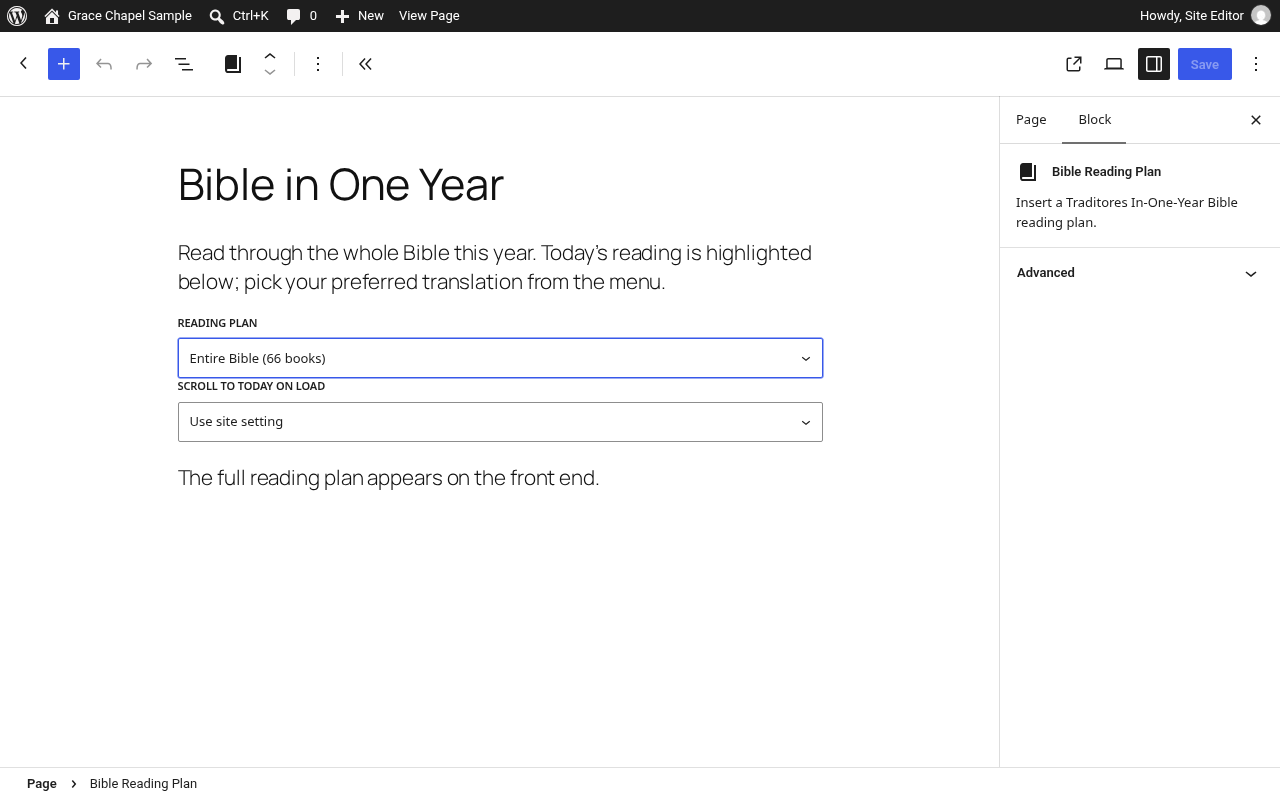 Grace Chapel Sample
Ctrl+K
0
New
View Page
Howdy, Site Editor
Save
Page
Block
Bible Reading Plan
Insert a Traditores In-One-Year Bible
reading plan.
Advanced
Bible in One Year
Read through the whole Bible this year. Today’s reading is highlighted
below; pick your preferred translation from the menu.
READING PLAN
Entire Bible (66 books)
SCROLL TO TODAY ON LOAD
Use site setting
The full reading plan appears on the front end.
Page
Bible Reading Plan